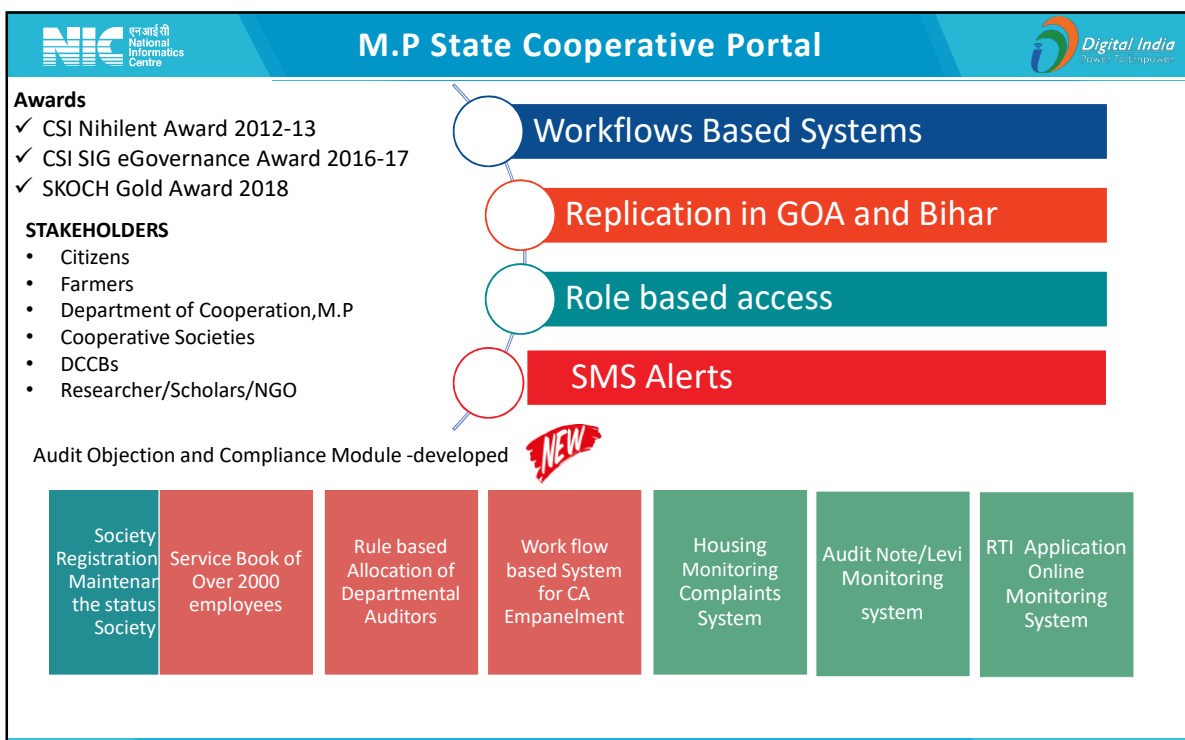 NIC
एनआईसी
National
Informatics
Centre
M.P State Cooperative Portal
Digital India
Power To Empower
Awards
✓ CSI Nihilent Award 2012-13
✓ CSI SIG eGovernance Award 2016-17
✓ SKOCH Gold Award 2018
STAKEHOLDERS
• Citizens
• Farmers
• Department of Cooperation,M.P
• Cooperative Societies
• DCCBs
• Researcher/Scholars/NGO
Workflows Based Systems
Replication in GOA and Bihar
Role based access
SMS Alerts
Audit Objection and Compliance Module -developed
NEW
Society
Registration
Maintenan
the status
Society
Service Book of
Over 2000
employees
Rule based
Allocation of
Departmental
Auditors
Work flow
based System
for CA
Empanelment
Housing
Monitoring
Complaints
System
Audit Note/Levi
Monitoring
system
RTI Application
Online
Monitoring
System